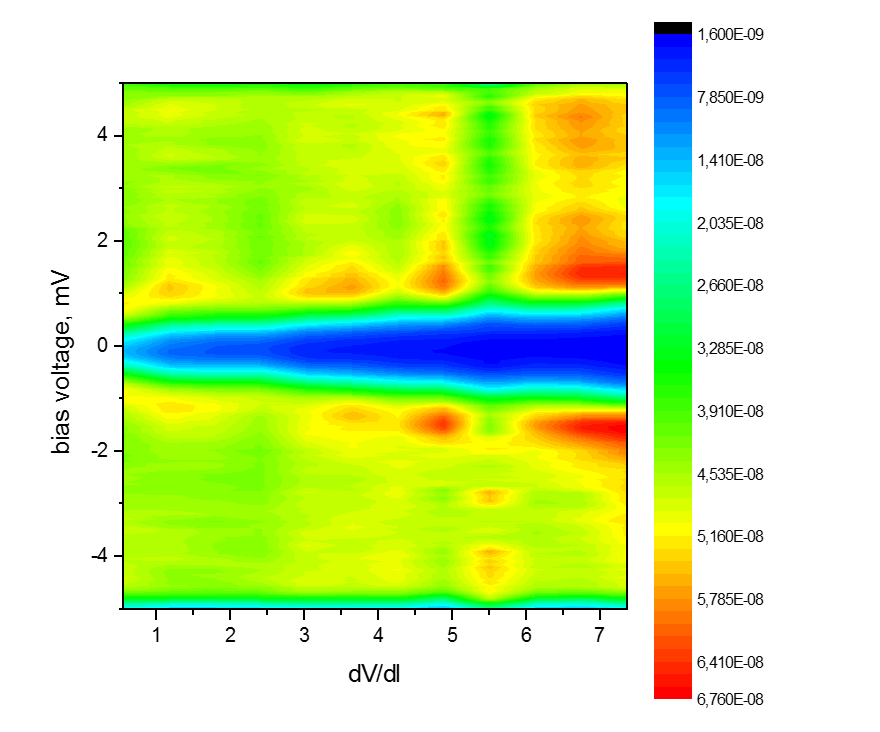 4
2
0
-2
-4
bias voltage, mV
1 2 3 4 5 6 7
dV/dI
1,600E-09
7,850E-09
1,410E-08
2,035E-08
2,660E-08
3,285E-08
3,910E-08
4,535E-08
5,160E-08
5,785E-08
6,410E-08
6,760E-08